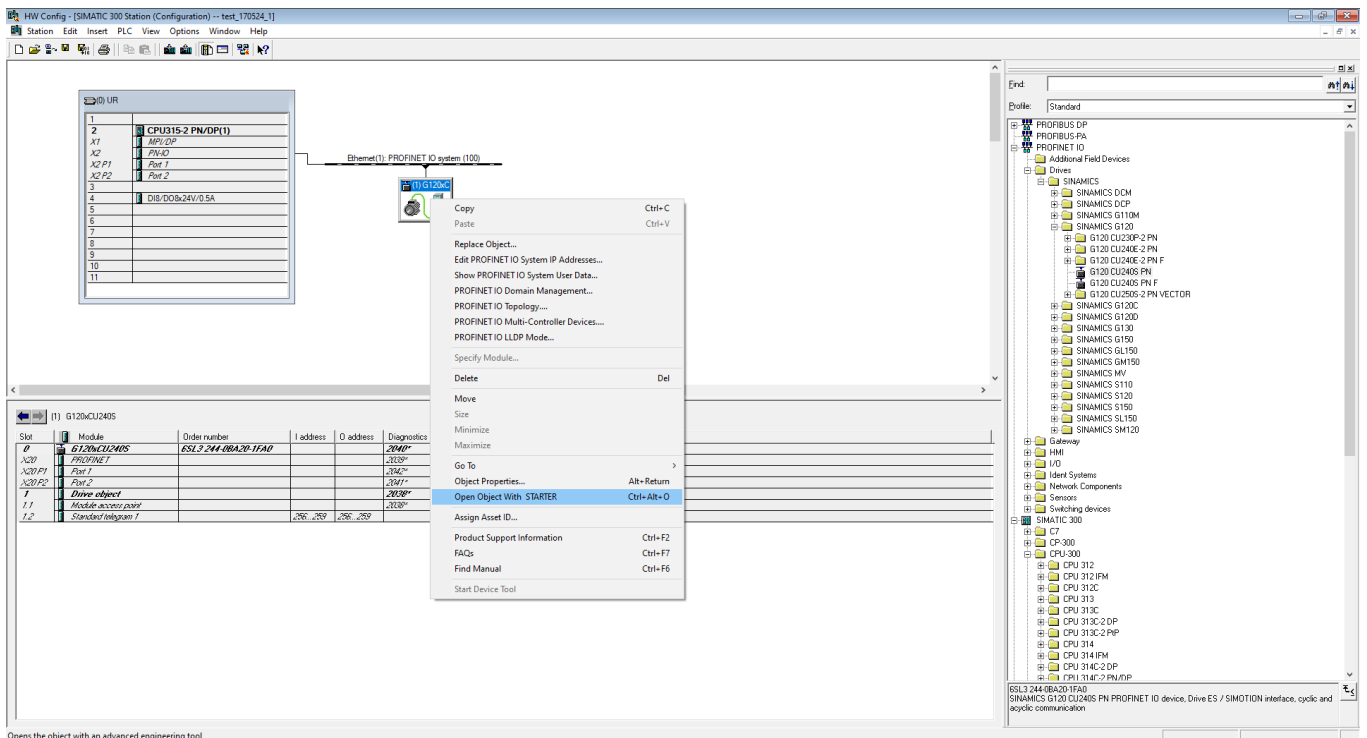 HW Config - [SIMATIC 300 Station (Configuration) -- test_170524_1]
Station Edit Insert PLC View Options Window Help
(0) UR
1
2 CPU315-2 PN/DP(1)
X1 MPI/DP
X2 PN-IO
X2 P1 Port 1
X2 P2 Port 2
3
4 DI8/DO8x24V/0.5A
5
6
7
8
9
10
11
Ethernet(1): PROFINET IO system (100)
(1) G120xC
Copy Ctrl+C
Paste Ctrl+V
Replace Object...
Edit PROFINET IO System IP Addresses...
Show PROFINET IO System User Data...
PROFINET IO Domain Management...
PROFINET IO Topology....
PROFINET IO Multi-Controller Devices....
PROFINET IO LLDP Mode...
Specify Module...
Delete Del
Move
Size
Minimize
Maximize
Go To
Object Properties... Alt+Return
Open Object With STARTER Ctrl+Alt+O
Assign Asset ID...
Product Support Information Ctrl+F2
FAQs Ctrl+F7
Find Manual Ctrl+F6
Start Device Tool
(1) G120xCU240S
Slot Module Order number I address O address Diagnostics
0 G120xCU240S 6SL3 244-0BA20-1FA0 2040*
X20 PROFINET 2039*
X20 P1 Port 1 2042*
X20 P2 Port 2 2041*
1 Drive object 2038*
1.1 Module access point 2038*
1.2 Standard telegram 1 256...259 256...259
Find:
Profile: Standard
PROFIBUS DP
PROFIBUS-PA
PROFINET IO
Additional Field Devices
Drives
SINAMICS
SINAMICS DCM
SINAMICS DCP
SINAMICS G110M
SINAMICS G120
G120 CU230P-2 PN
G120 CU240E-2 PN
G120 CU240E-2 PN F
G120 CU240S PN
G120 CU240S PN F
G120 CU250S-2 PN VECTOR
SINAMICS G120C
SINAMICS G120D
SINAMICS G130
SINAMICS G150
SINAMICS GL150
SINAMICS GM150
SINAMICS MV
SINAMICS S110
SINAMICS S120
SINAMICS S150
SINAMICS SL150
SINAMICS SM120
Gateway
HMI
I/O
Ident Systems
Network Components
Sensors
Switching devices
SIMATIC 300
C7
CP-300
CPU-300
CPU 312
CPU 312 IFM
CPU 312C
CPU 313
CPU 313C
CPU 313C-2 DP
CPU 313C-2 PtP
CPU 314
CPU 314 IFM
CPU 314C-2 DP
CPU 314C-2 PN/DP
6SL3 244-0BA20-1FA0
SINAMICS G120 CU240S PN PROFINET IO device, Drive ES / SIMOTION interface, cyclic and
acyclic communication
Opens the object with an advanced engineering tool